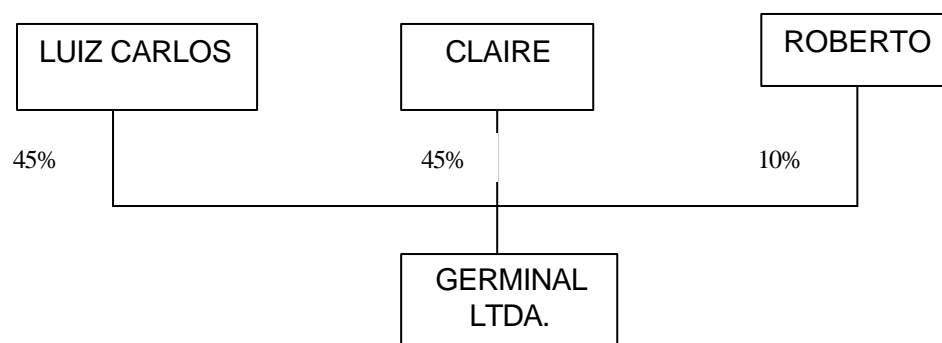 LUIZ CARLOS
CLAIRE
ROBERTO
45%
45%
10%
GERMINAL
LTDA.